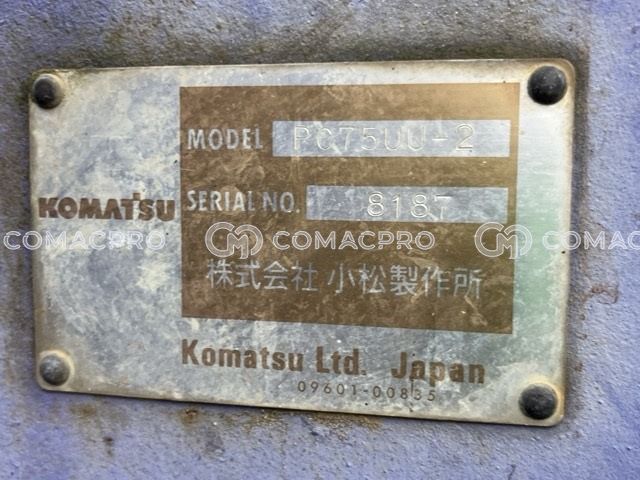 MODEL PC75UU-2
KOMATSU
SERIAL NO. 8187
COMACPRO COMACPRO COMACPRO
株式会社 小松製作所
Komatsu Ltd. Japan
09601-00835